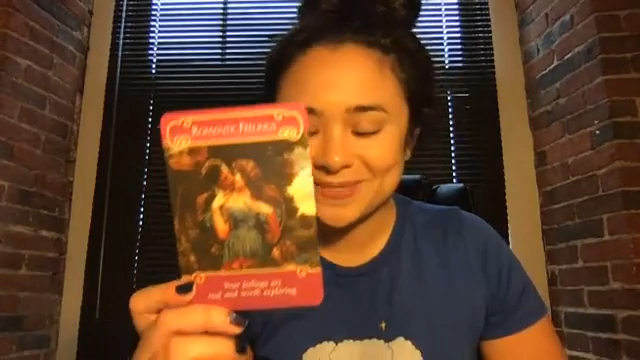 ROMANTIC FEELINGS
Your feelings are
real and worth exploring.